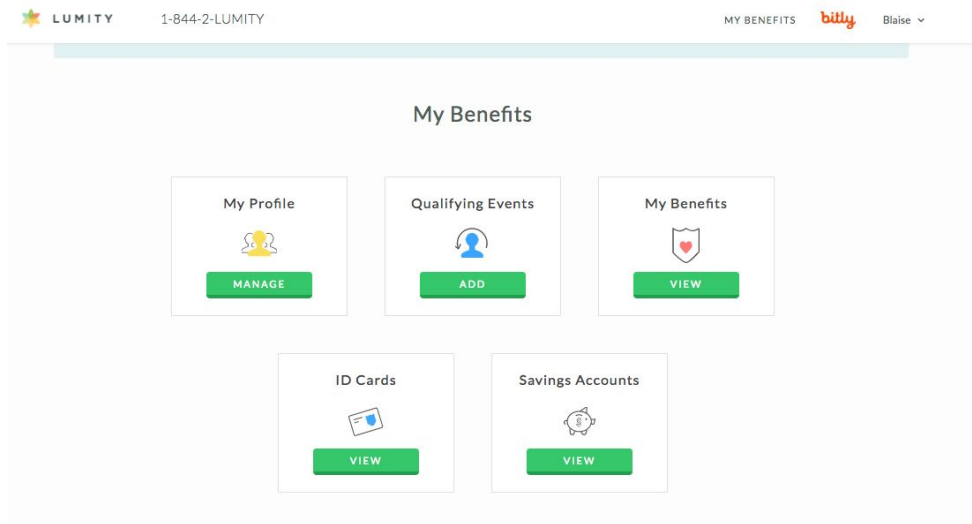 LUMITY 1-844-2-LUMITY MY BENEFITS bitly Blaise
My Benefits
My Profile Qualifying Events My Benefits
MANAGE ADD VIEW
ID Cards Savings Accounts
$
VIEW VIEW